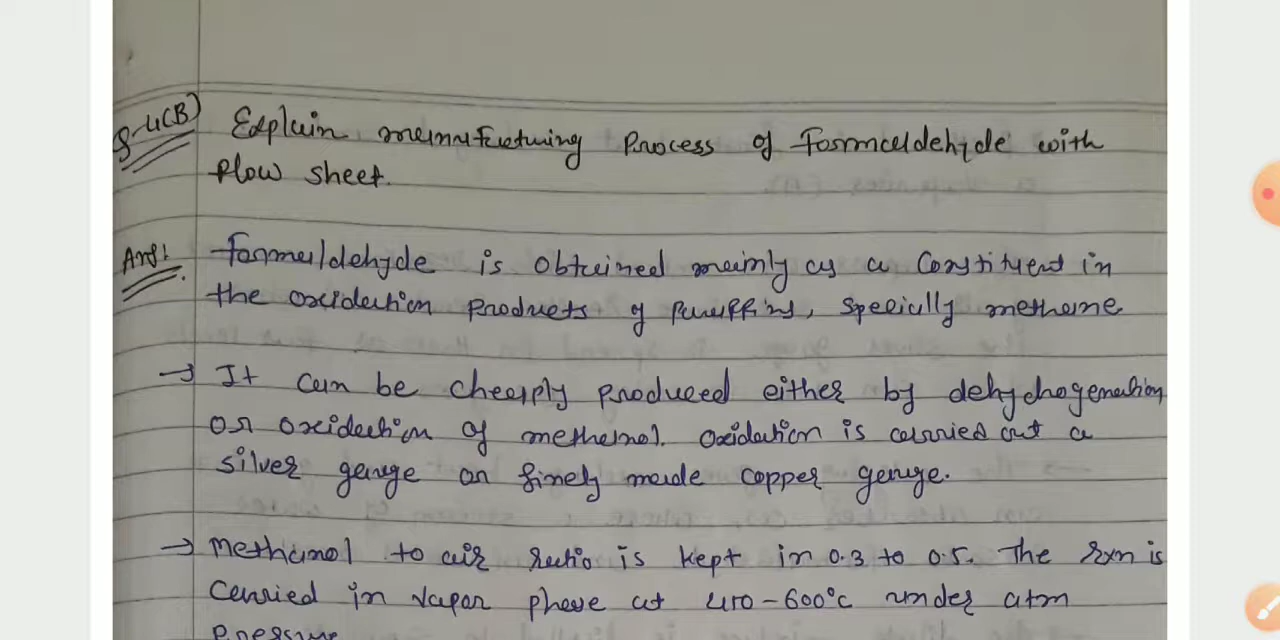 Q-4(B) Explain manufacturing Process of Formaldehyde with
flow sheet.
Ans:- Formaldehyde is obtained mainly as a constituent in
the oxidation products of paraffins, specially methane
→ It can be cheaply produced either by dehydrogenation
or oxidation of methanol. oxidation is carried out a
silver gauge or finely made copper gauge.
→ Methanol to air ratio is kept in 0.3 to 0.5. The rxn is
carried in vapor phase at 410-600°c under atm
pressure